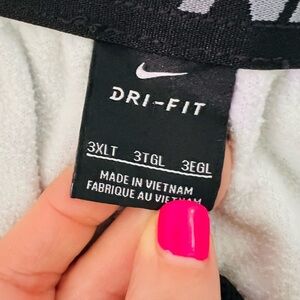 DRI-FIT
3XLT 3TGL 3EGL
MADE IN VIETNAM
FABRIQUE AU VIETNAM